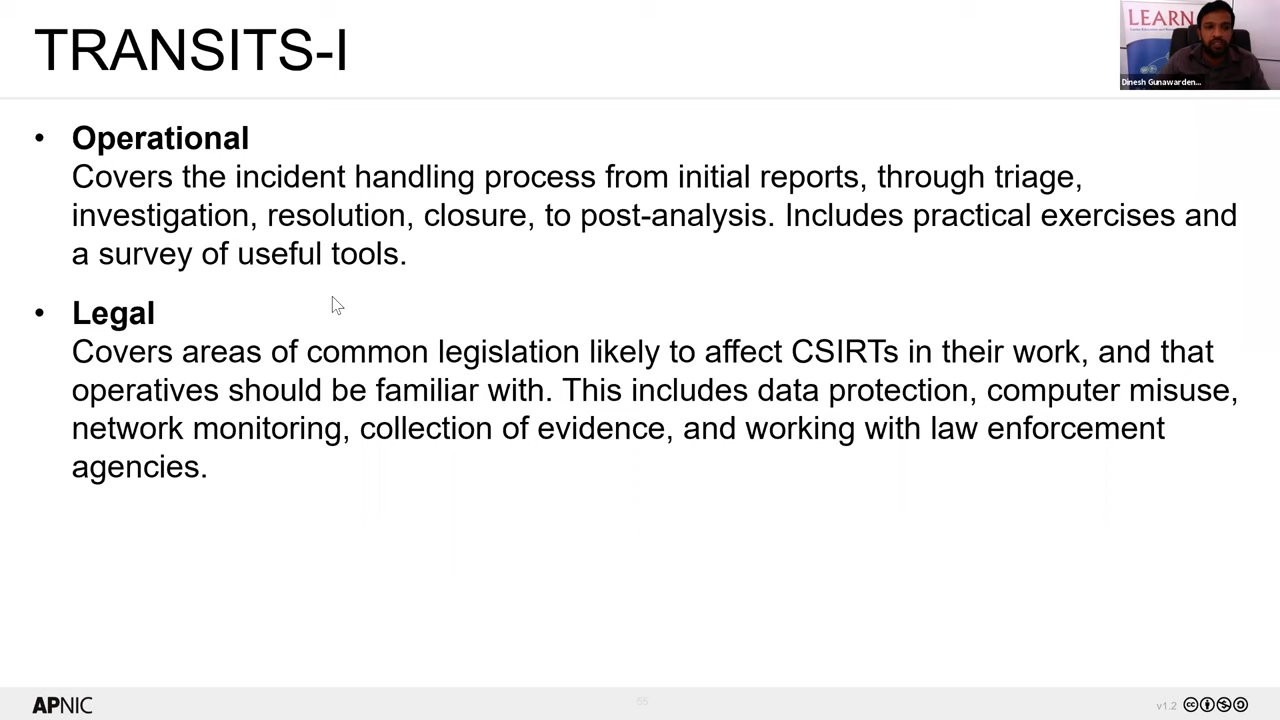 TRANSITS-I
LEARN
Dinesh Gunawarden...
• Operational
Covers the incident handling process from initial reports, through triage,
investigation, resolution, closure, to post-analysis. Includes practical exercises and
a survey of useful tools.
• Legal
Covers areas of common legislation likely to affect CSIRTs in their work, and that
operatives should be familiar with. This includes data protection, computer misuse,
network monitoring, collection of evidence, and working with law enforcement
agencies.
APNIC
55
v1.2